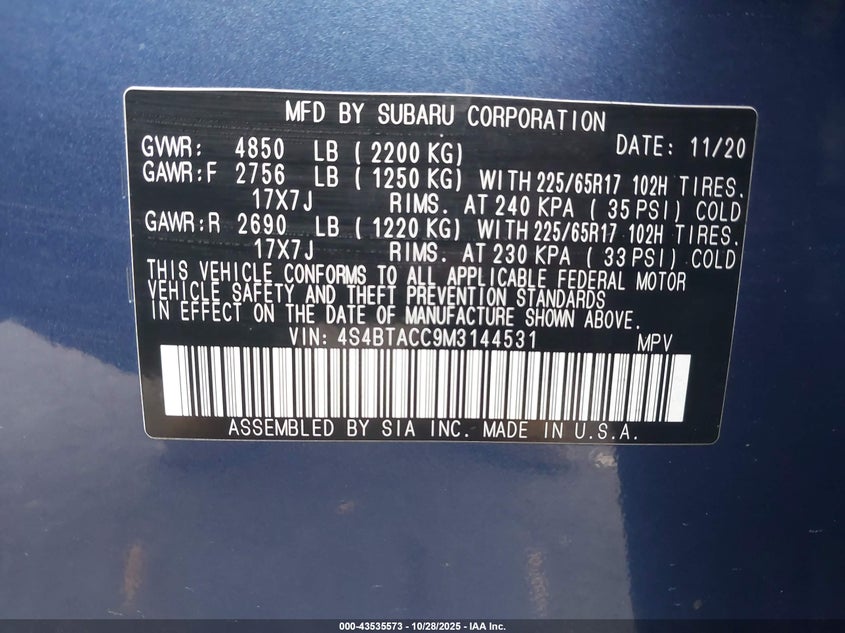 MFD BY SUBARU CORPORATION
DATE: 11/20
GVWR: 4850 LB ( 2200 KG)
GAWR:F 2756 LB ( 1250 KG) WITH 225/65R17 102H TIRES.
17X7J RIMS. AT 240 KPA ( 35 PSI) COLD
GAWR:R 2690 LB ( 1220 KG) WITH 225/65R17 102H TIRES.
17X7J RIMS. AT 230 KPA ( 33 PSI) COLD
THIS VEHICLE CONFORMS TO ALL APPLICABLE FEDERAL MOTOR
VEHICLE SAFETY AND THEFT PREVENTION STANDARDS
IN EFFECT ON THE DATE OF MANUFACTURE SHOWN ABOVE.
VIN: 4S4BTACC9M3144531 MPV
ASSEMBLED BY SIA INC. MADE IN U.S.A.
000-43535573 - 10/28/2025 - IAA Inc.